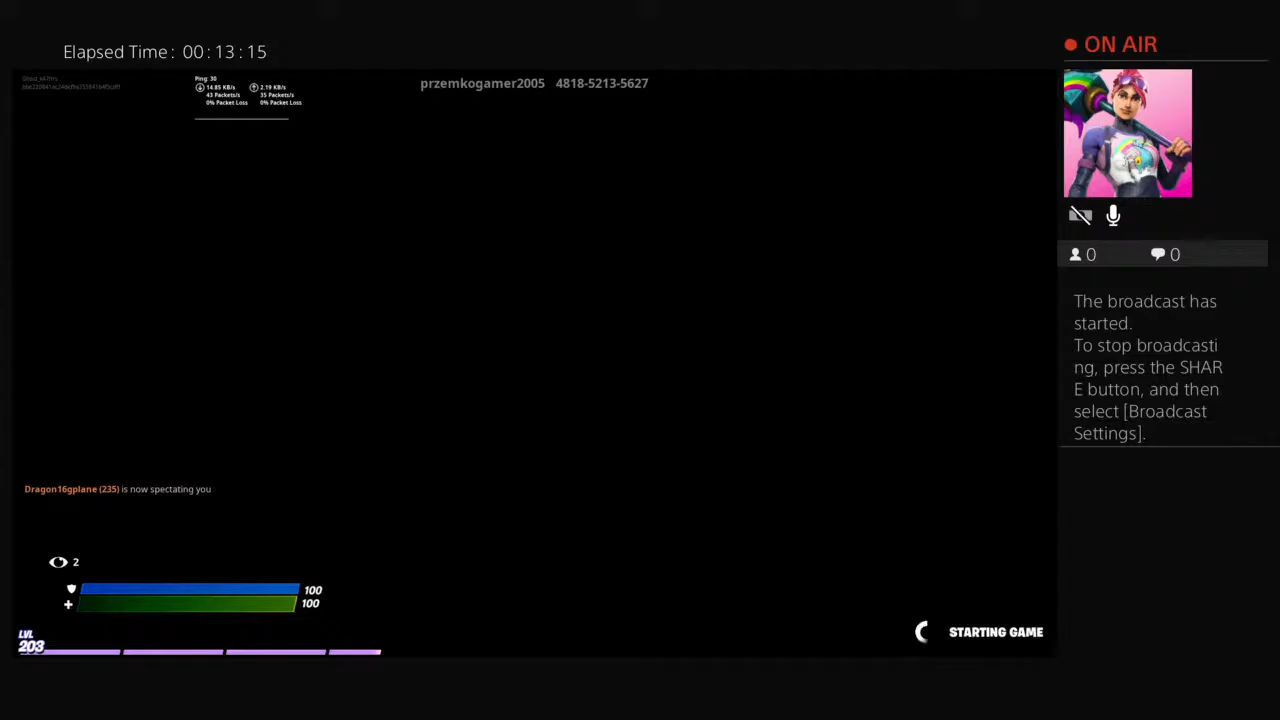 Elapsed Time: 00:13:15
ON AIR
Ping: 30
14.85 KB/s 2.19 KB/s
43 Packets/s 35 Packets/s
0% Packet Loss 0% Packet Loss
przemkogamer2005 4818-5213-5627
0 0
The broadcast has
started.
To stop broadcasti
ng, press the SHAR
E button, and then
select [Broadcast
Settings].
Dragon16gplane (235) is now spectating you
2
100
100
LVL
203
STARTING GAME